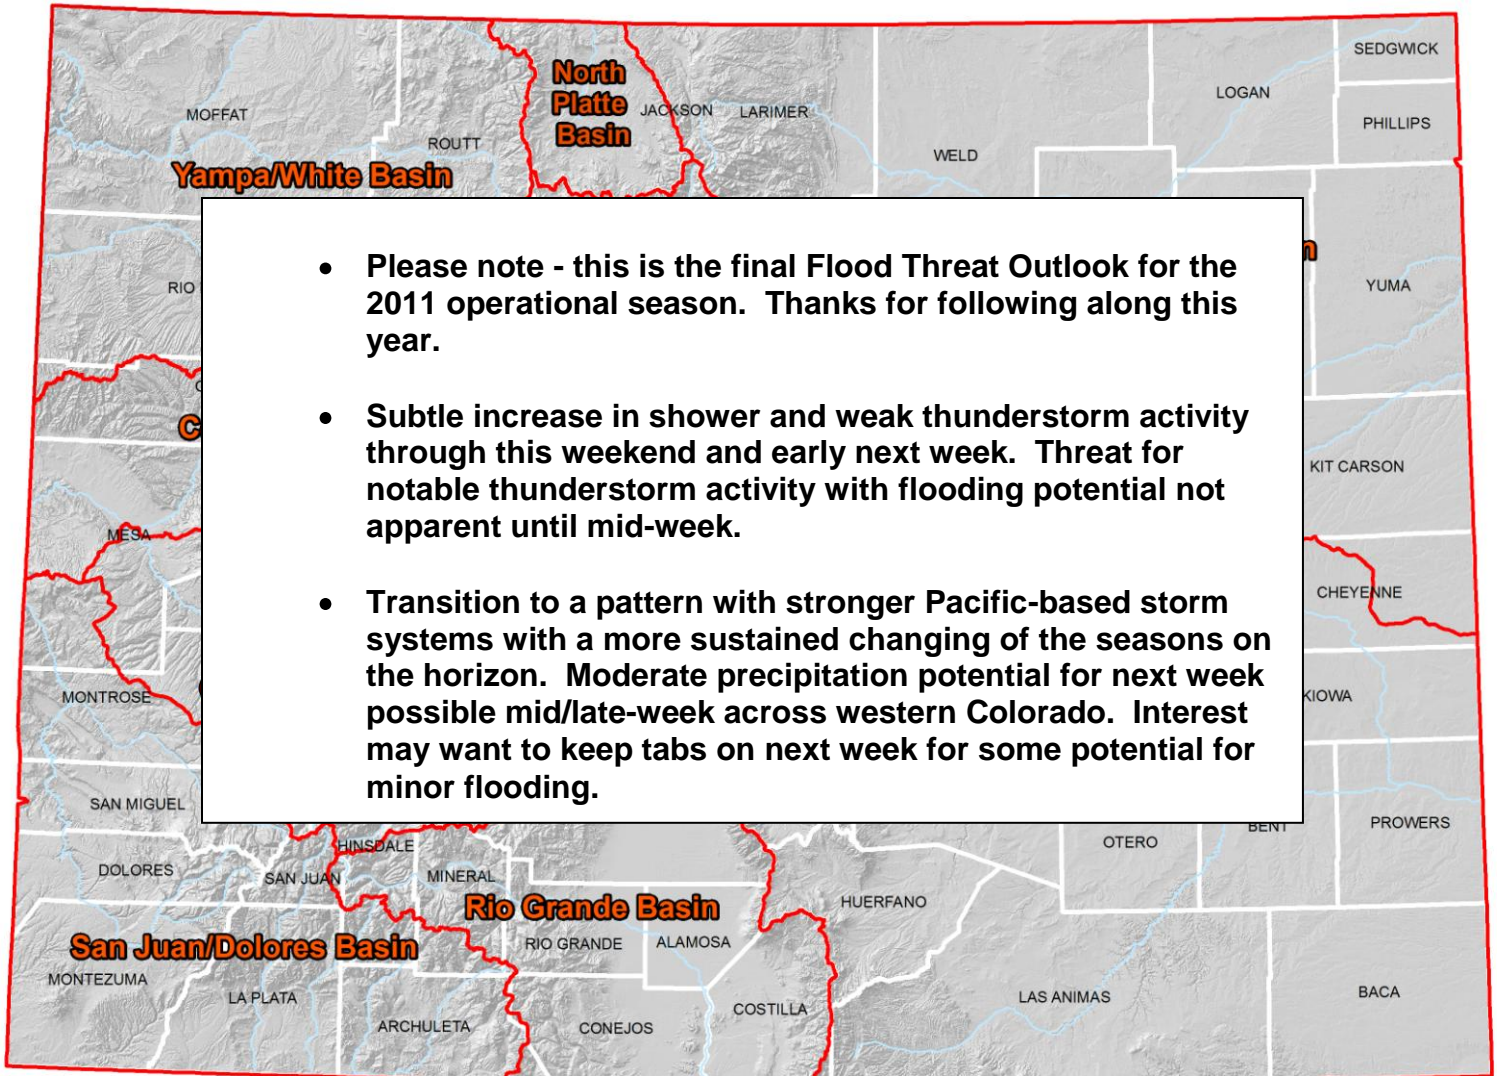 SEDGWICK
North
LOGAN
Platte
JACKSON
LARIMER
MOFFAT
PHILLIPS
Basin
ROUTT
WELD
Yampa/White Basin
• Please note - this is the final Flood Threat Outlook for the
2011 operational season. Thanks for following along this
year.
RIO
YUMA
• Subtle increase in shower and weak thunderstorm activity
through this weekend and early next week. Threat for
notable thunderstorm activity with flooding potential not
apparent until mid-week.
KIT CARSON
MESA
• Transition to a pattern with stronger Pacific-based storm
systems with a more sustained changing of the seasons on
the horizon. Moderate precipitation potential for next week
possible mid/late-week across western Colorado. Interest
may want to keep tabs on next week for some potential for
minor flooding.
CHEYENNE
MONTROSE
KIOWA
SAN MIGUEL
BENT
PROWERS
HINSDALE
OTERO
DOLORES
SAN JUAN
MINERAL
HUERFANO
Rio Grande Basin
San Juan/Dolores Basin
RIO GRANDE
ALAMOSA
MONTEZUMA
LA PLATA
LAS ANIMAS
BACA
COSTILLA
ARCHULETA
CONEJOS